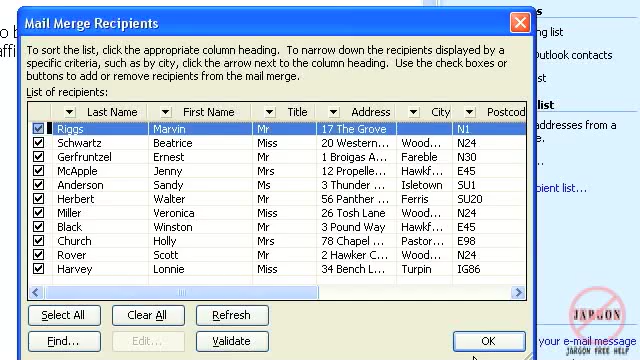 Mail Merge Recipients
To sort the list, click the appropriate column heading. To narrow down the recipients displayed by a
specific criteria, such as by city, click the arrow next to the column heading. Use the check boxes or
buttons to add or remove recipients from the mail merge.
List of recipients:
Last Name First Name Title Address City Postcod
Riggs Marvin Mr 17 The Grove N1
Schwartz Beatrice Miss 20 Western... Wood... N24
Gerfruntzel Ernest Mr 1 Broigas A... Fareble N30
McApple Jenny Mrs 12 Propelle... Hawkf... E45
Anderson Sandy Ms 3 Thunder ... Isletown SU1
Herbert Walter Mr 56 Panther ... Ferris SU20
Miller Veronica Miss 26 Tosh Lane Wood... N24
Black Winston Mr 3 Pound Way Hawkf... E45
Church Holly Mrs 78 Chapel ... Pastor... E98
Rover Scott Mr 2 Hawker C... Wood... N24
Harvey Lonnie Miss 34 Bench L... Turpin IG86
Select All Clear All Refresh
Find... Edit... Validate OK
ng list
Outlook contacts
list
addresses from a
pient list...
your e-mail message
JARGON
JARGON FREE HELP